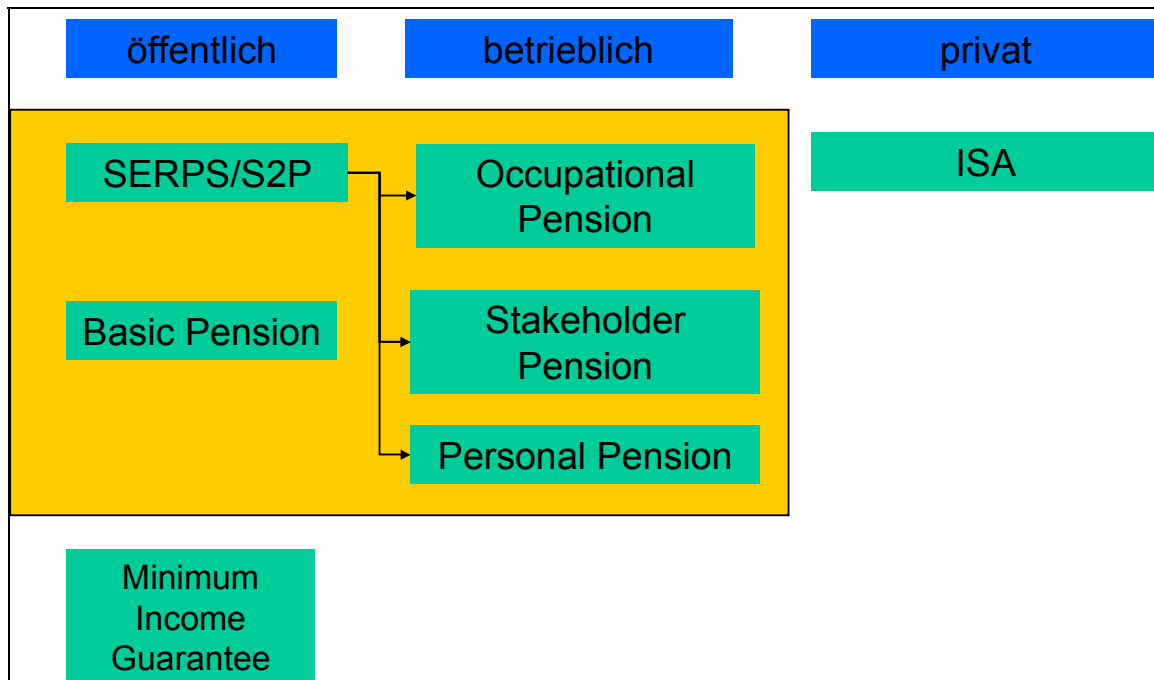 öffentlich
betrieblich
privat
SERPS/S2P
Occupational
Pension
ISA
Basic Pension
Stakeholder
Pension
Personal Pension
Minimum
Income
Guarantee